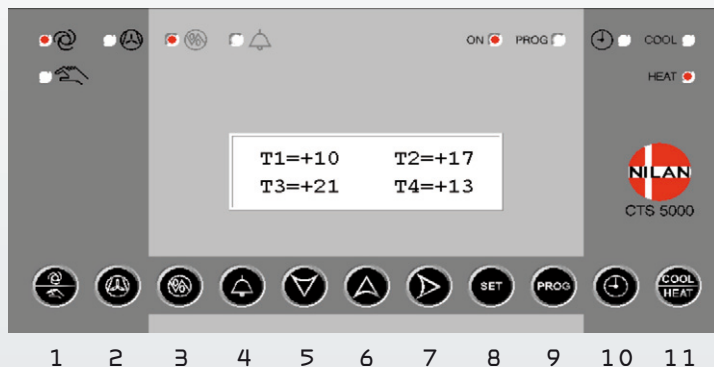 ON PROG COOL
HEAT
T1=+10 T2=+17
T3=+21 T4=+13
NILAN
CTS 5000
SET PROG COOL
HEAT
1 2 3 4 5 6 7 8 9 10 11